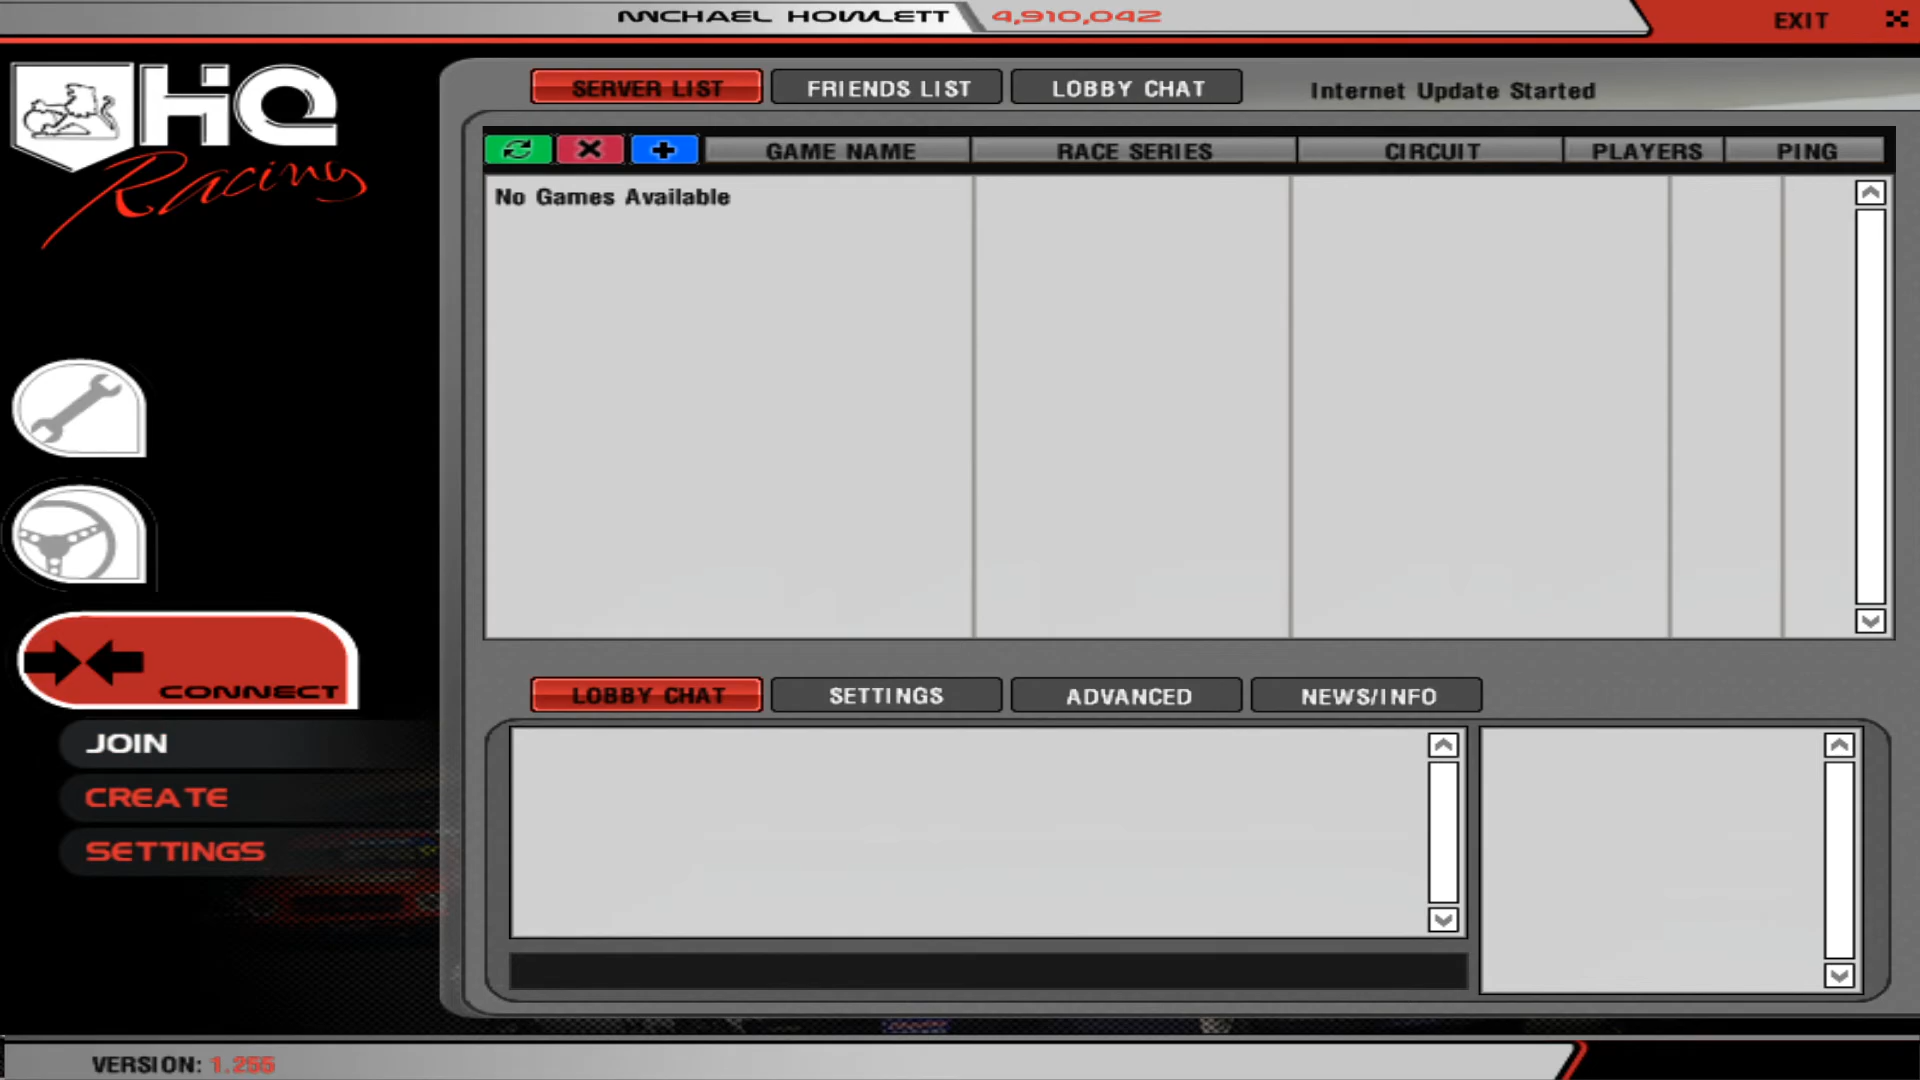 MICHAEL HOWLETT 4,910,042
EXIT
HQ
Racing
SERVER LIST FRIENDS LIST LOBBY CHAT Internet Update Started
GAME NAME RACE SERIES CIRCUIT PLAYERS PING
No Games Available
CONNECT
LOBBY CHAT SETTINGS ADVANCED NEWS/INFO
JOIN
CREATE
SETTINGS
VERSION: 1.255